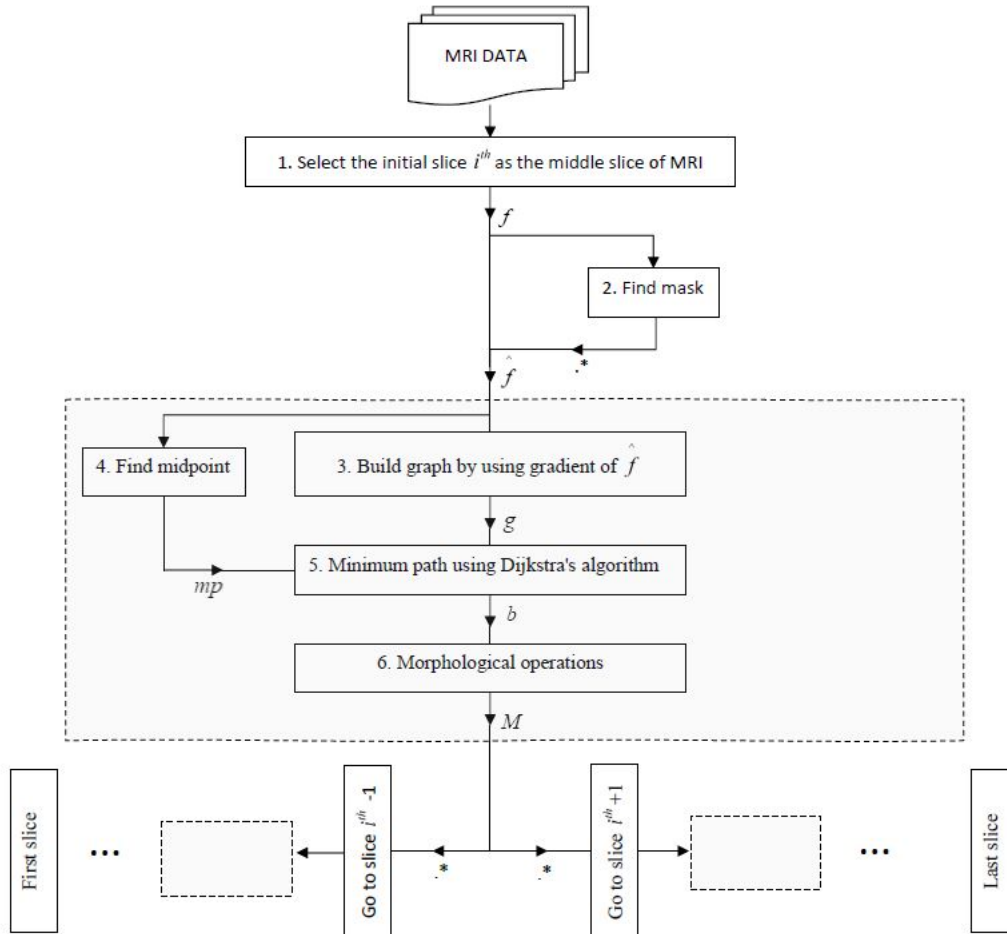 MRI DATA
1. Select the initial slice i^th as the middle slice of MRI
f
2. Find mask
.*
f̂
4. Find midpoint
3. Build graph by using gradient of f̂
g
5. Minimum path using Dijkstra's algorithm
mp
b
6. Morphological operations
M
First slice
...
Go to slice i^th -1
.*
.*
Go to slice i^th +1
...
Last slice